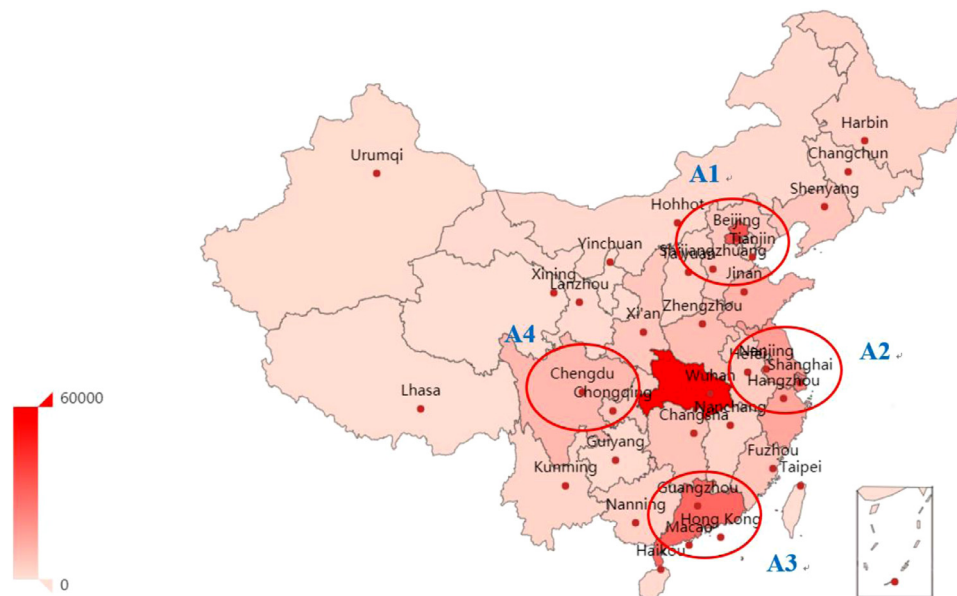 Harbin
Urumqi
Changchun
A1
Shenyang
Hohhot
Beijing
Tianjin
Yinchuan
Shijiangzhuang
Taiyuan
Xining
Jinan
Lanzhou
Zhengzhou
Xi'an
A4
A2
Nanjing
Hefei
Shanghai
Chengdu
Wuhan
Hangzhou
Lhasa
Chongqing
60000
Nanchang
Changsha
Guiyang
Fuzhou
Kunming
Taipei
Guangzhou
Nanning
Hong Kong
Macao
Haikou
A3
0